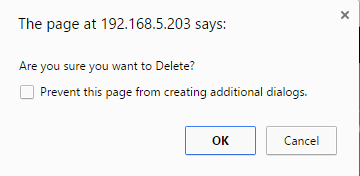 The page at 192.168.5.203 says:
Are you sure you want to Delete?
Prevent this page from creating additional dialogs.
OK Cancel